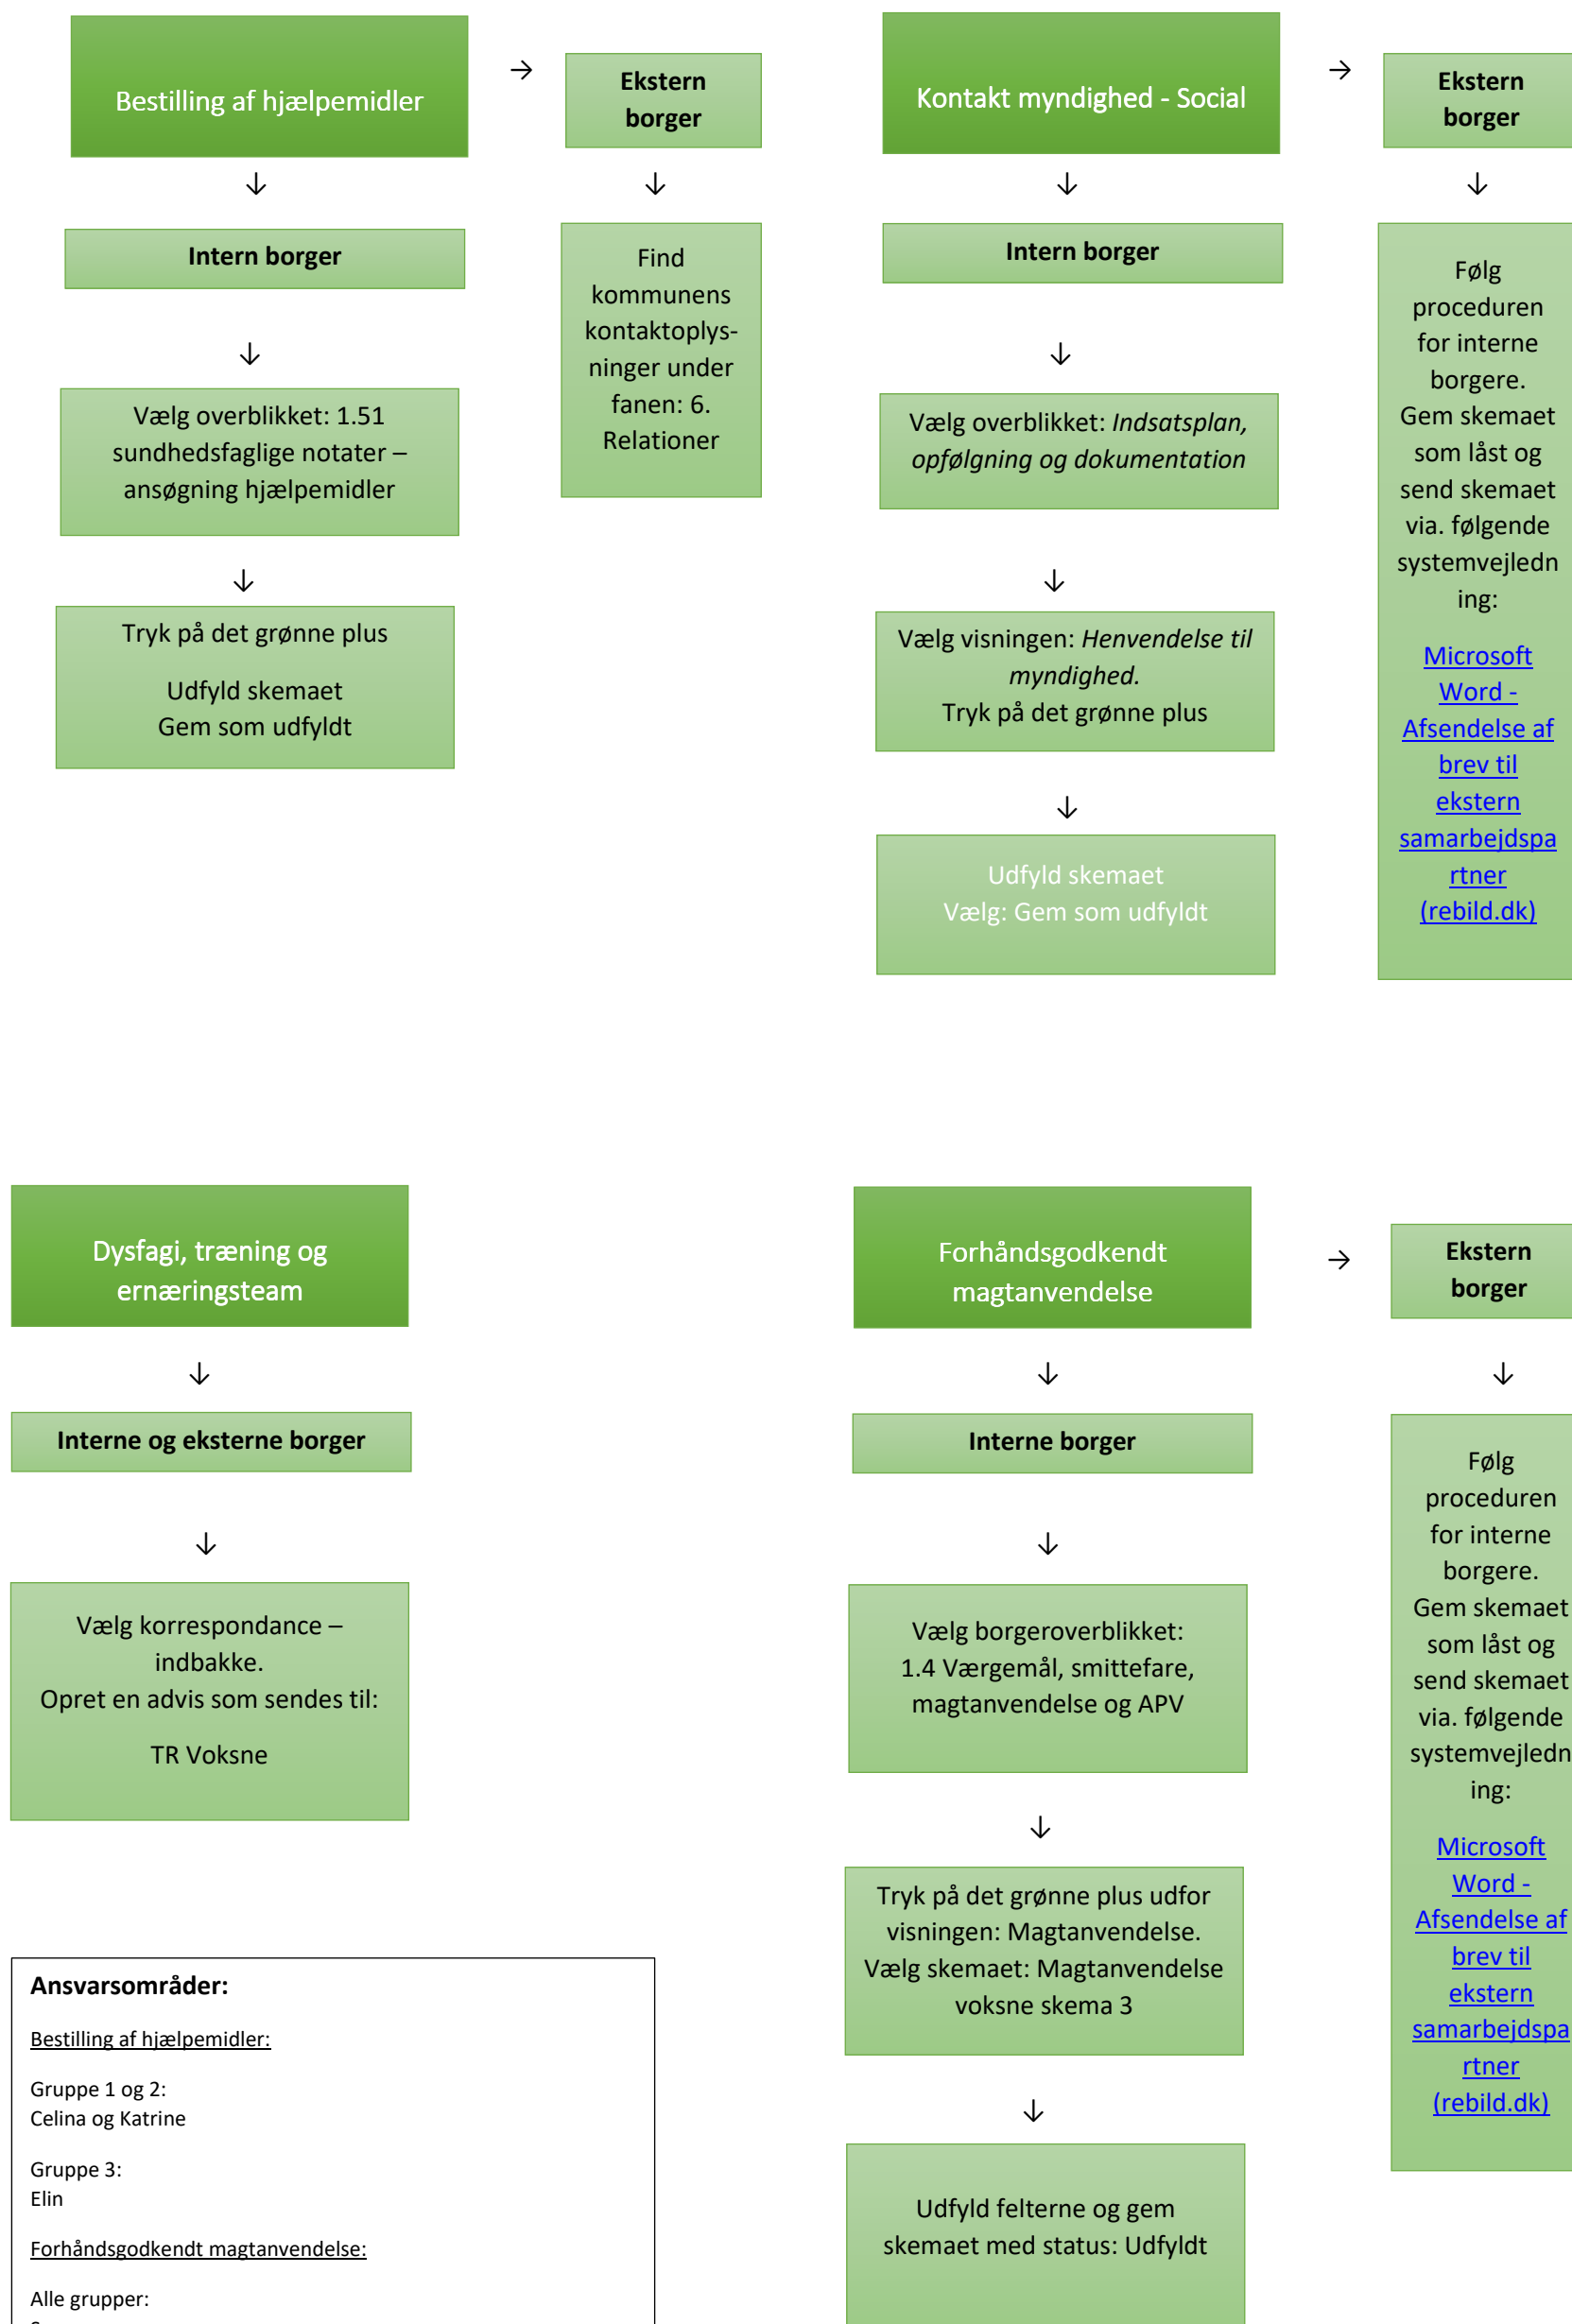 Bestilling af hjælpemidler
→
Ekstern
borger
↓
↓
Intern borger
Find
kommunens
kontaktoplys-
ninger under
fanen: 6.
Relationer
↓
Vælg overblikket: 1.51
sundhedsfaglige notater –
ansøgning hjælpemidler
↓
Tryk på det grønne plus
Udfyld skemaet
Gem som udfyldt
Kontakt myndighed - Social
→
Ekstern
borger
↓
↓
Intern borger
↓
Vælg overblikket: Indsatsplan,
opfølgning og dokumentation
↓
Vælg visningen: Henvendelse til
myndighed.
Tryk på det grønne plus
↓
Udfyld skemaet
Vælg: Gem som udfyldt
Følg
proceduren
for interne
borgere.
Gem skemaet
som låst og
send skemaet
via. følgende
systemvejledn
ing:
Microsoft
Word -
Afsendelse af
brev til
ekstern
samarbejdspa
rtner
(rebild.dk)
Dysfagi, træning og
ernæringsteam
↓
Interne og eksterne borger
↓
Vælg korrespondance –
indbakke.
Opret en advis som sendes til:
TR Voksne
Forhåndsgodkendt
magtanvendelse
→
Ekstern
borger
↓
↓
Interne borger
↓
Vælg borgeroverblikket:
1.4 Værgemål, smittefare,
magtanvendelse og APV
↓
Tryk på det grønne plus udfor
visningen: Magtanvendelse.
Vælg skemaet: Magtanvendelse
voksne skema 3
↓
Udfyld felterne og gem
skemaet med status: Udfyldt
Følg
proceduren
for interne
borgere.
Gem skemaet
som låst og
send skemaet
via. følgende
systemvejledn
ing:
Microsoft
Word -
Afsendelse af
brev til
ekstern
samarbejdspa
rtner
(rebild.dk)
Ansvarsområder:
Bestilling af hjælpemidler:
Gruppe 1 og 2:
Celina og Katrine
Gruppe 3:
Elin
Forhåndsgodkendt magtanvendelse:
Alle grupper: